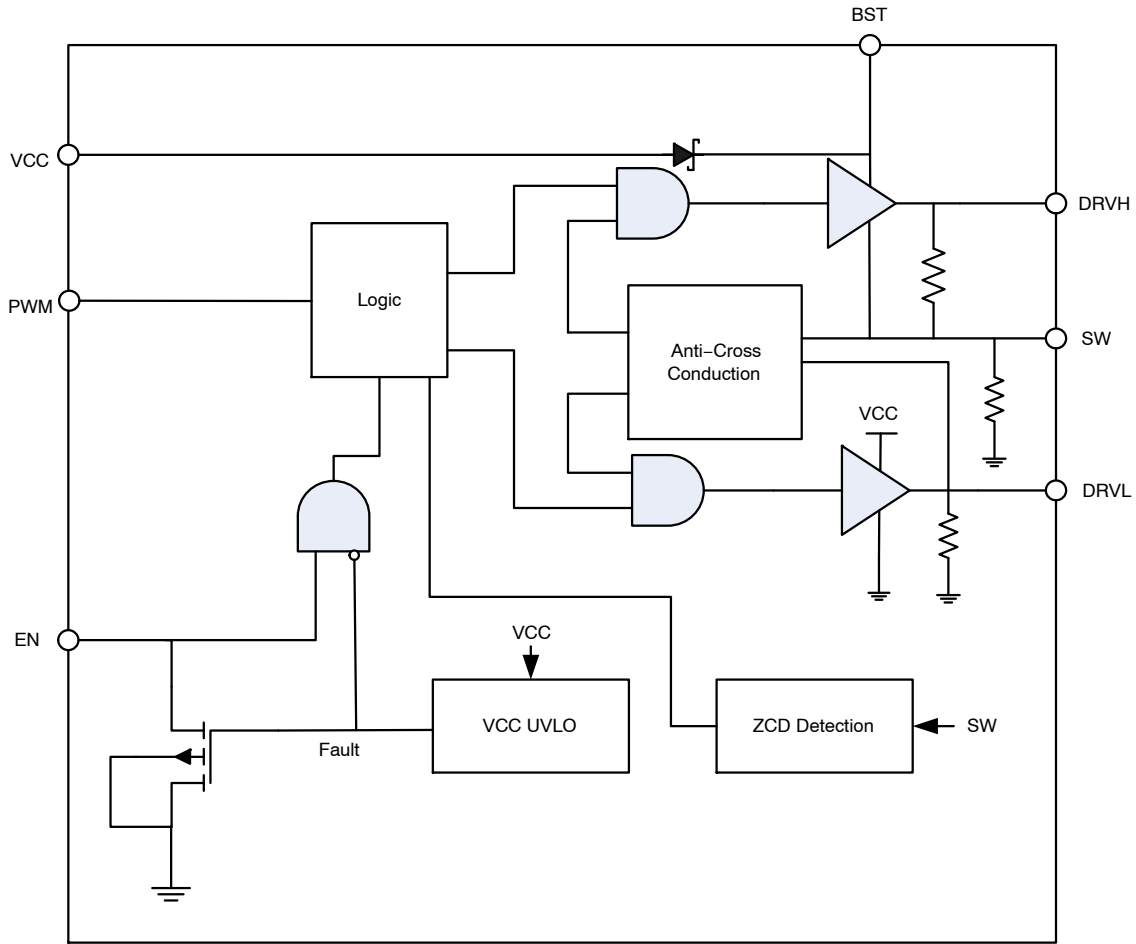 BST
VCC
DRVH
PWM
Logic
SW
Anti−Cross
Conduction
VCC
DRVL
EN
VCC
VCC UVLO
ZCD Detection
SW
Fault